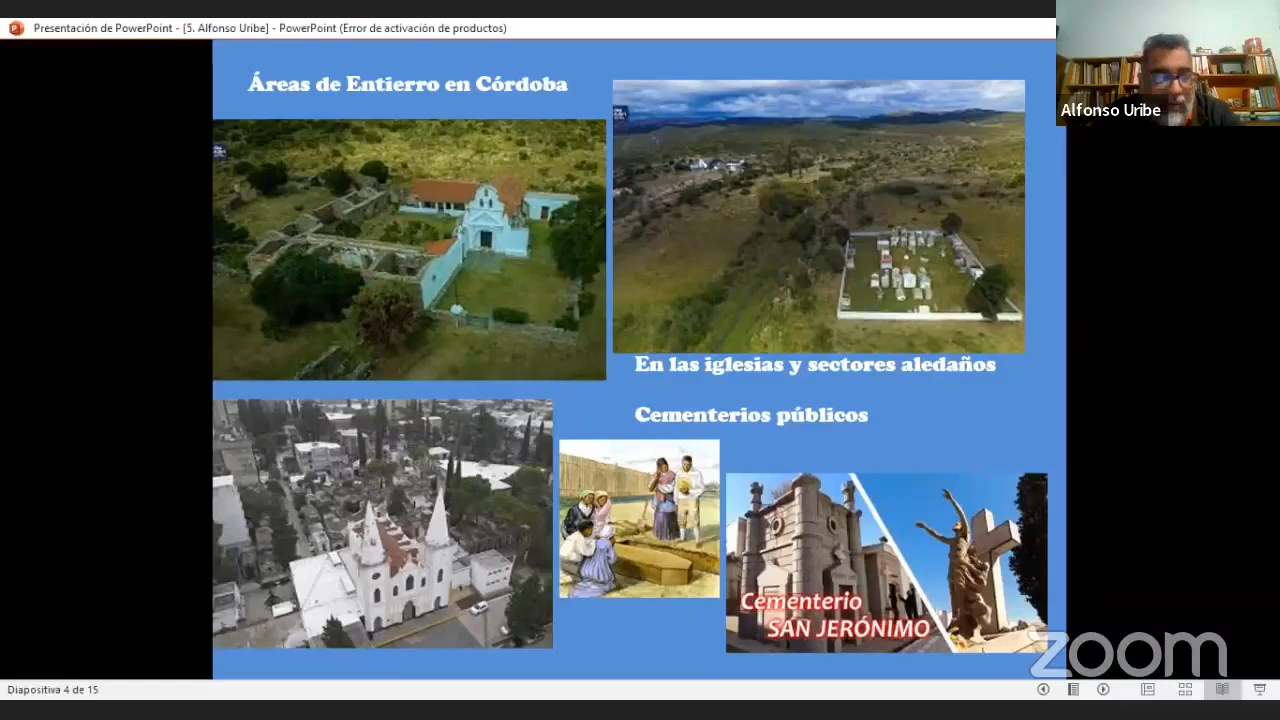 Presentación de PowerPoint - [5. Alfonso Uribe] - PowerPoint (Error de activación de productos)
Alfonso Uribe
Áreas de Entierro en Córdoba
En las iglesias y sectores aledaños
Cementerios públicos
Cementerio
SAN JERÓNIMO
zoom
Diapositiva 4 de 15